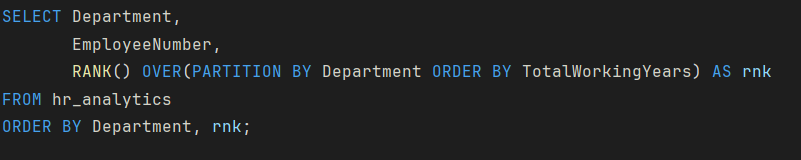 SELECT Department,
       EmployeeNumber,
       RANK() OVER(PARTITION BY Department ORDER BY TotalWorkingYears) AS rnk
FROM hr_analytics
ORDER BY Department, rnk;